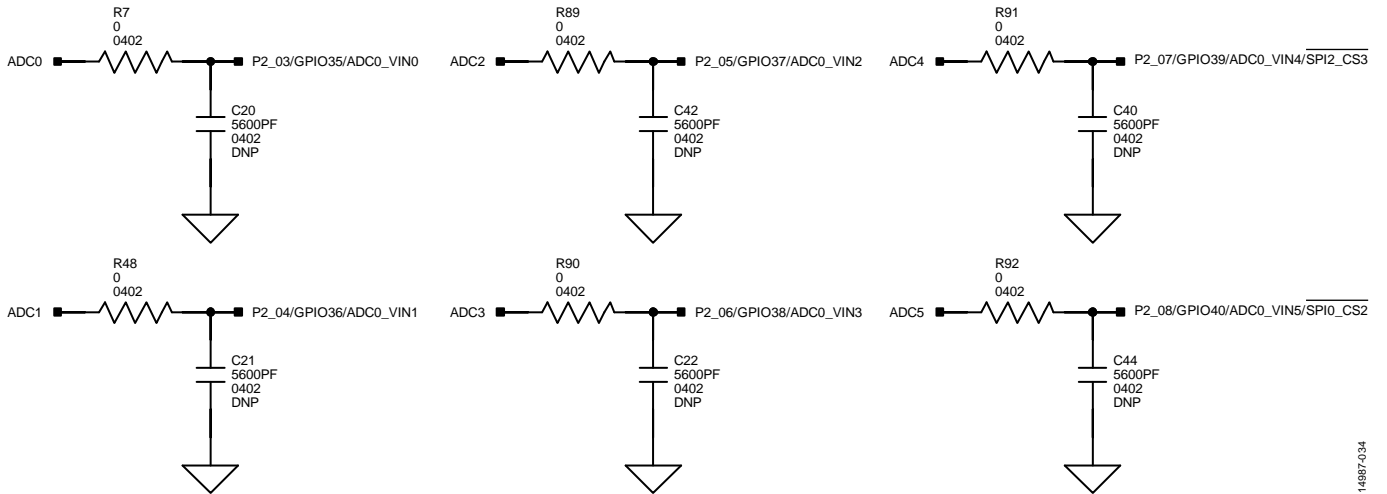 R7
0
0402
ADC0
P2_03/GPIO35/ADC0_VIN0
C20
5600PF
0402
DNP
R89
0
0402
ADC2
P2_05/GPIO37/ADC0_VIN2
C42
5600PF
0402
DNP
R91
0
0402
ADC4
P2_07/GPIO39/ADC0_VIN4/SPI2_CS3
C40
5600PF
0402
DNP
R48
0
0402
ADC1
P2_04/GPIO36/ADC0_VIN1
C21
5600PF
0402
DNP
R90
0
0402
ADC3
P2_06/GPIO38/ADC0_VIN3
C22
5600PF
0402
DNP
R92
0
0402
ADC5
P2_08/GPIO40/ADC0_VIN5/SPI0_CS2
C44
5600PF
0402
DNP
14987-034